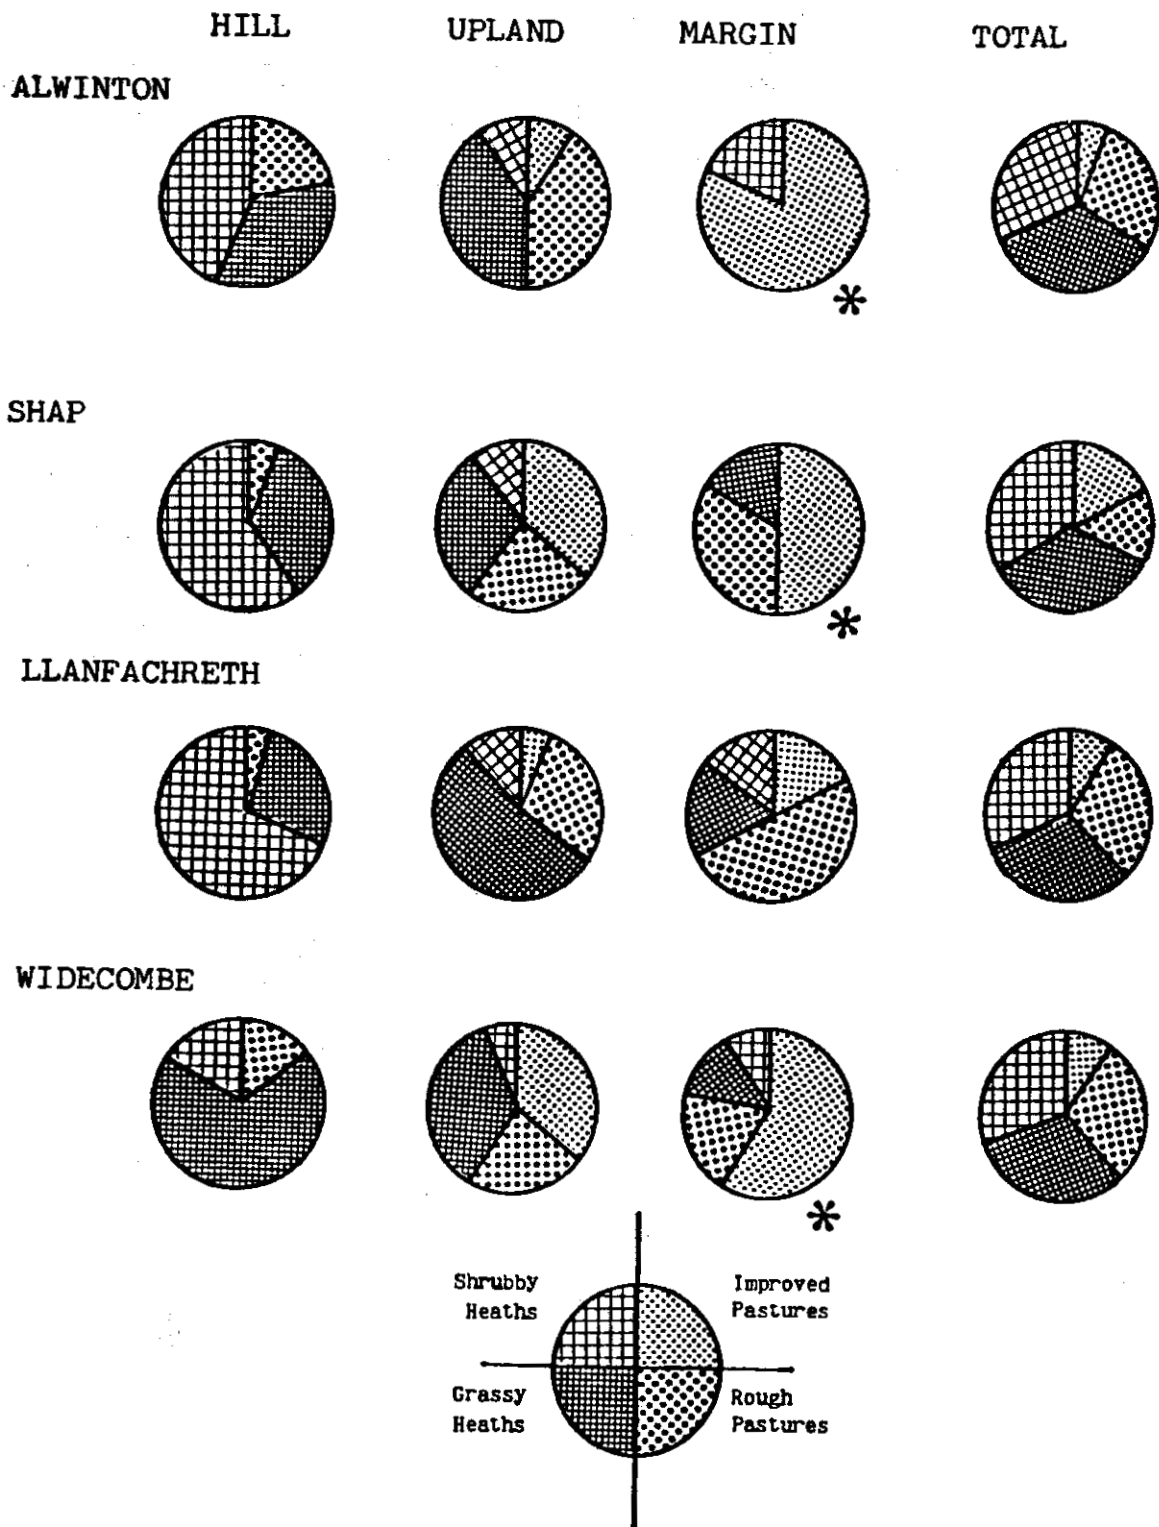 HILL UPLAND MARGIN TOTAL
ALWINTON
*
SHAP
*
LLANFACHRETH
WIDECOMBE
*
Shrubby Heaths
Improved Pastures
Grassy Heaths
Rough Pastures